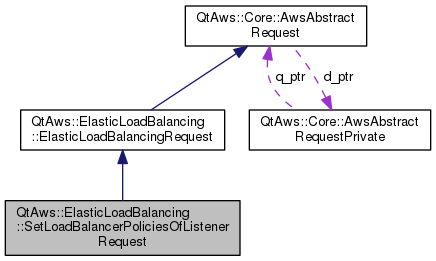 QtAws::Core::AwsAbstract
Request
q_ptr
d_ptr
QtAws::ElasticLoadBalancing
::ElasticLoadBalancingRequest
QtAws::Core::AwsAbstract
RequestPrivate
QtAws::ElasticLoadBalancing
::SetLoadBalancerPoliciesOfListener
Request